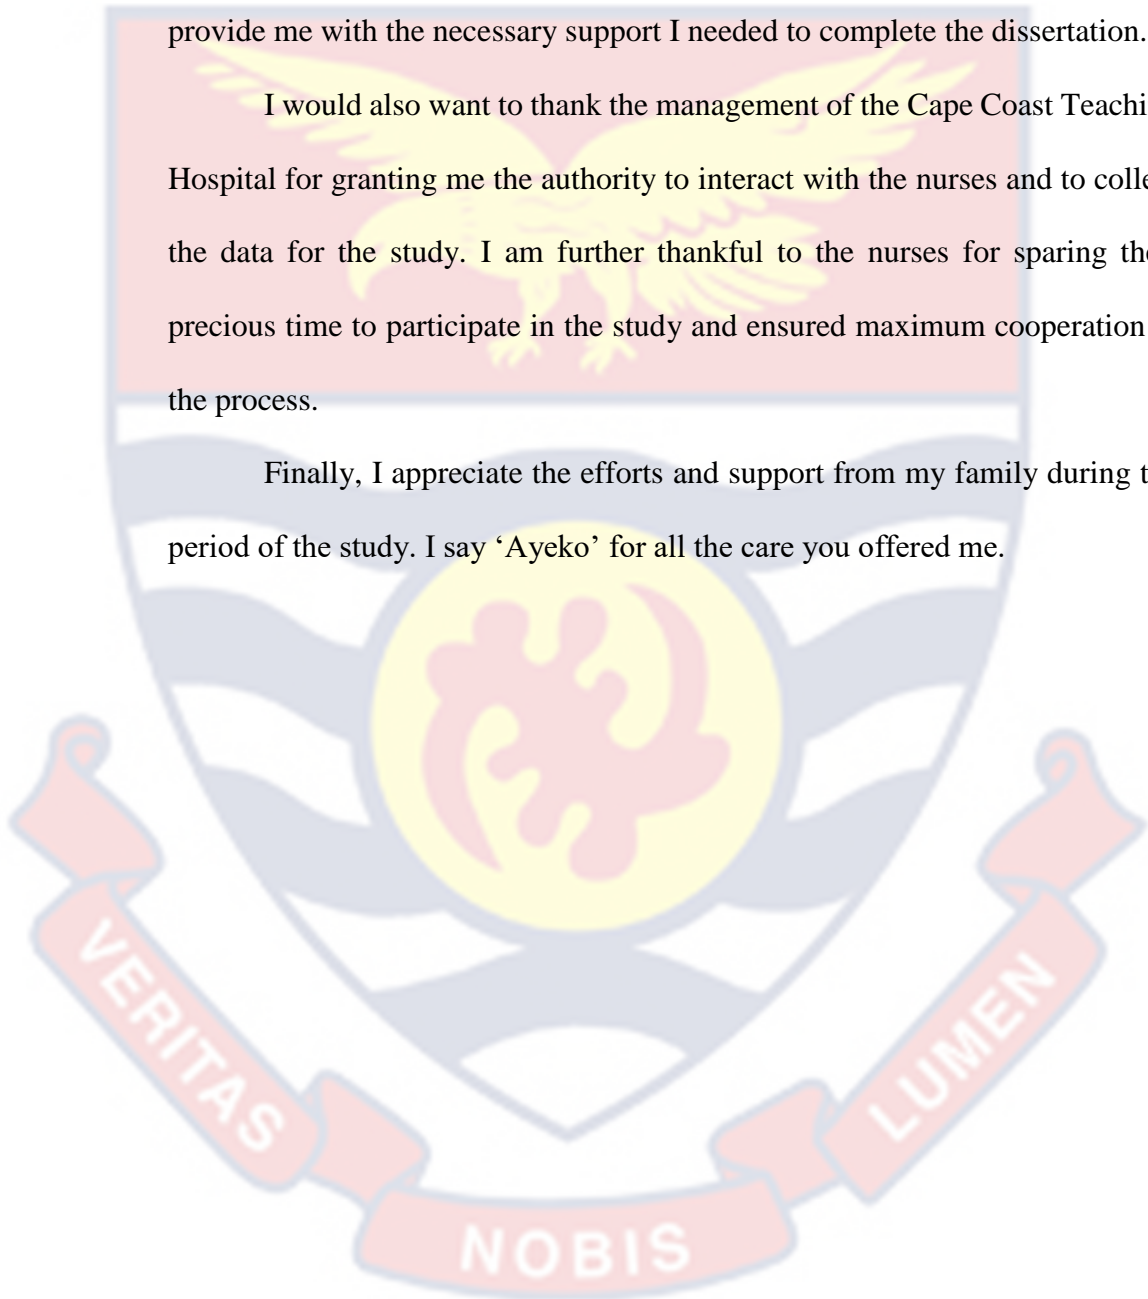 provide me with the necessary support I needed to complete the dissertation.
I would also want to thank the management of the Cape Coast Teachi
Hospital for granting me the authority to interact with the nurses and to colle
the data for the study. I am further thankful to the nurses for sparing the
precious time to participate in the study and ensured maximum cooperation
the process.
Finally, I appreciate the efforts and support from my family during t
period of the study. I say ‘Ayeko’ for all the care you offered me.
VERITAS
NOBIS
LUMEN